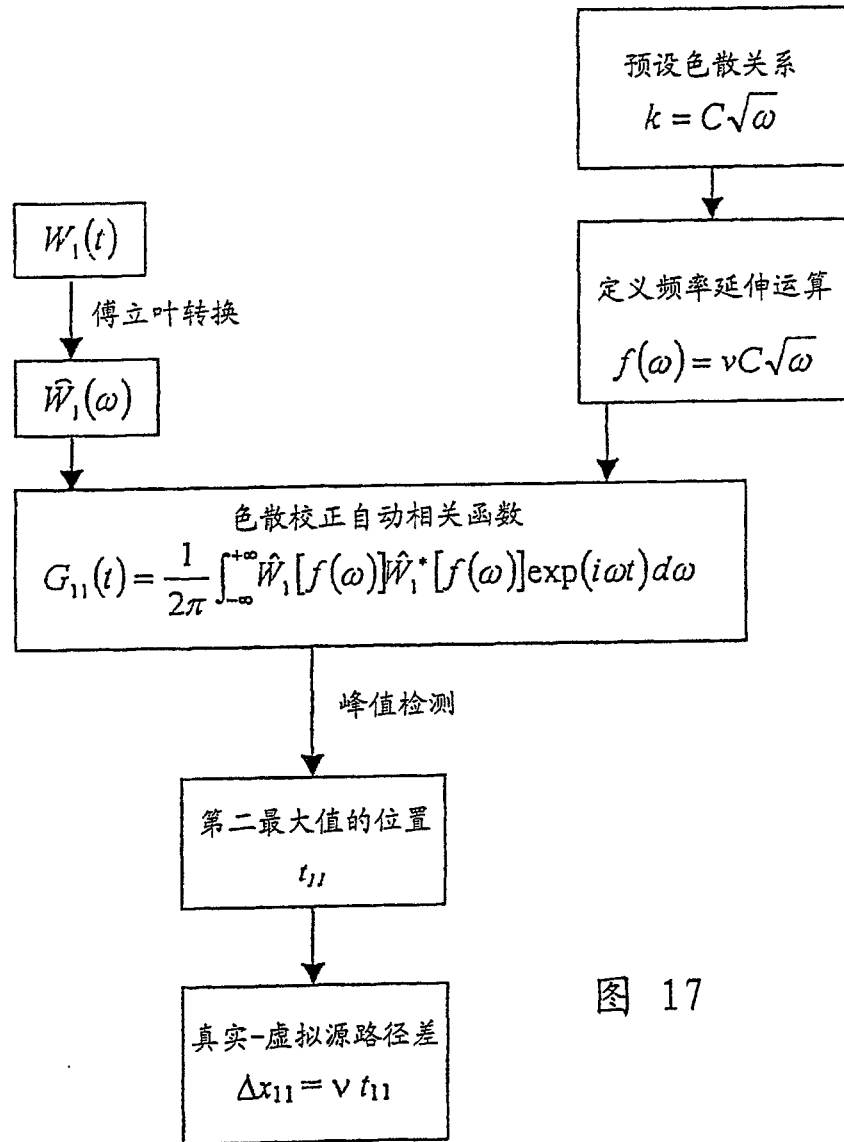 预设色散关系
k = C√ω
W₁(t)
傅立叶转换
Ŵ₁(ω)
定义频率延伸运算
f(ω) = vC√ω
色散校正自动相关函数
G₁₁(t) = 1/2π ∫₋∞⁺∞ Ŵ₁[f(ω)]Ŵ₁*[f(ω)]exp(iωt)dω
峰值检测
第二最大值的位置
t₁₁
真实-虚拟源路径差
Δx₁₁ = v t₁₁
图 17